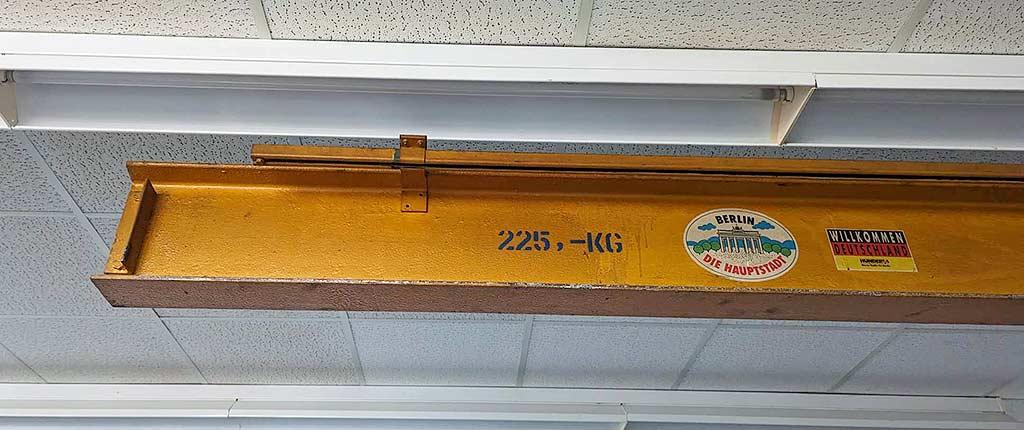 225,-KG
BERLIN
DIE HAUPTSTADT
WILLKOMMEN
DEUTSCHLAND